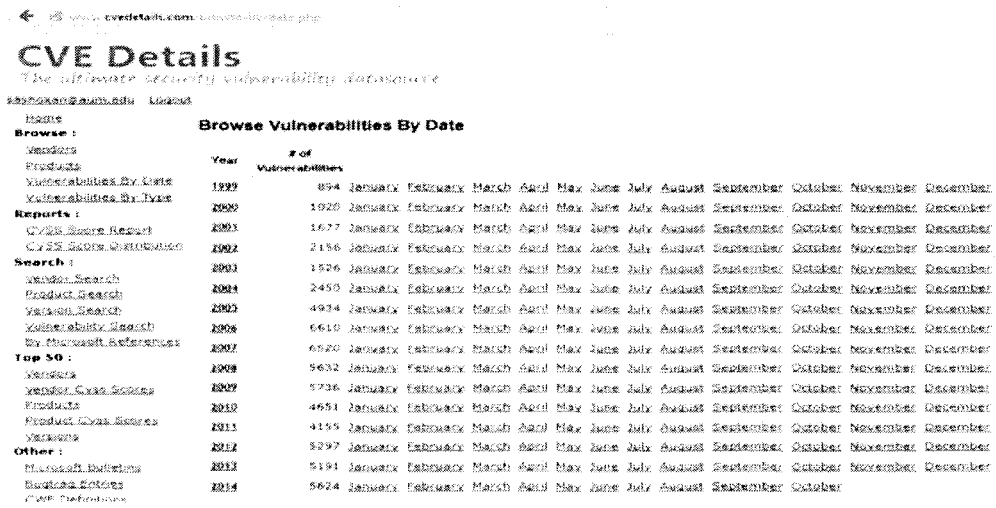 www.cvedetails.com/browse-by-date.php
CVE Details
The ultimate security vulnerability datasource
Logout
Home
Browse :
Vendors
Products
Vulnerabilities By Date
Vulnerabilities By Type
Reports :
CVSS Score Report
CVSS Score Distribution
Search :
Vendor Search
Product Search
Version Search
Vulnerability Search
By Microsoft References
Top 50 :
Vendors
Vendor Cvss Scores
Products
Product Cvss Scores
Versions
Other :
Microsoft Bulletins
Bugtraq Entries
CWE Definitions
Browse Vulnerabilities By Date
Year # of Vulnerabilities
1999 894 January February March April May June July August September October November December
2000 1020 January February March April May June July August September October November December
2001 1677 January February March April May June July August September October November December
2002 2156 January February March April May June July August September October November December
2003 1526 January February March April May June July August September October November December
2004 2450 January February March April May June July August September October November December
2005 4934 January February March April May June July August September October November December
2006 6610 January February March April May June July August September October November December
2007 6520 January February March April May June July August September October November December
2008 5632 January February March April May June July August September October November December
2009 5736 January February March April May June July August September October November December
2010 4651 January February March April May June July August September October November December
2011 4155 January February March April May June July August September October November December
2012 5297 January February March April May June July August September October November December
2013 5191 January February March April May June July August September October November December
2014 5624 January February March April May June July August September October